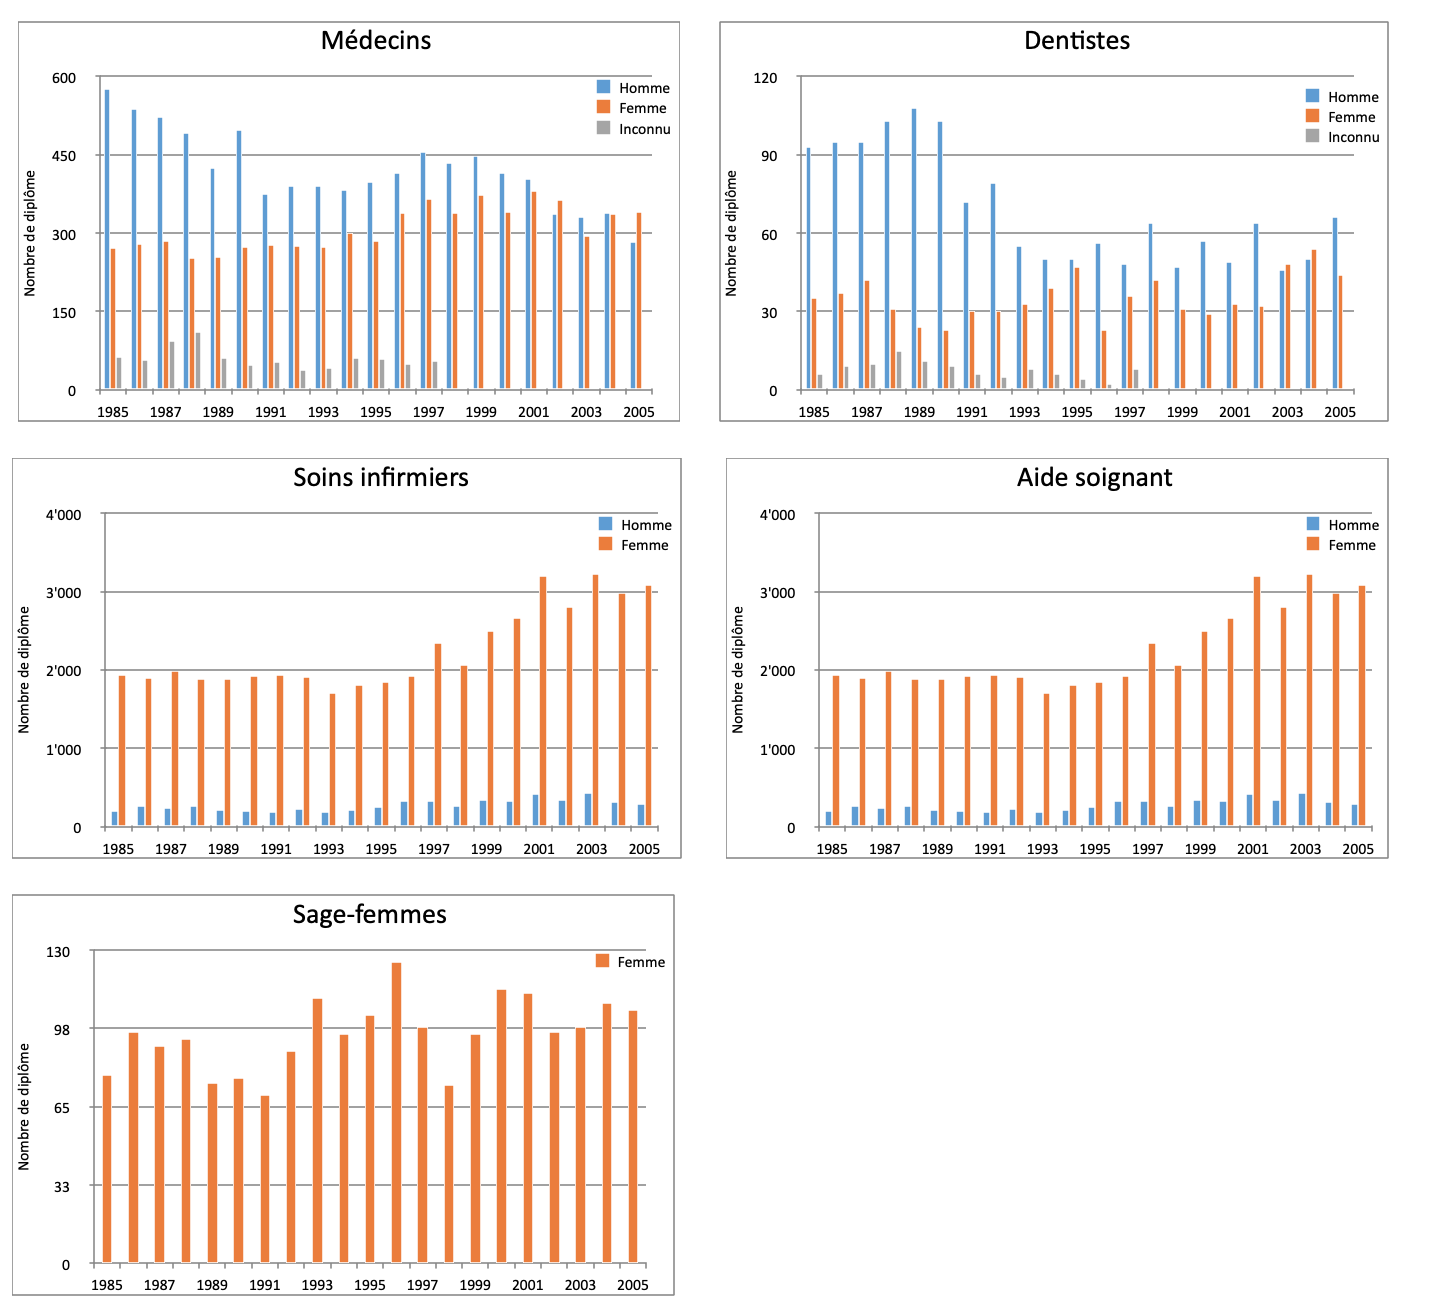 Médecins
600
450
300
150
0
Nombre de diplôme
Homme
Femme
Inconnu
1985 1987 1989 1991 1993 1995 1997 1999 2001 2003 2005
Dentistes
120
90
60
30
0
Nombre de diplôme
Homme
Femme
Inconnu
1985 1987 1989 1991 1993 1995 1997 1999 2001 2003 2005
Soins infirmiers
4'000
3'000
2'000
1'000
0
Nombre de diplôme
Homme
Femme
1985 1987 1989 1991 1993 1995 1997 1999 2001 2003 2005
Aide soignant
4'000
3'000
2'000
1'000
0
Nombre de diplôme
Homme
Femme
1985 1987 1989 1991 1993 1995 1997 1999 2001 2003 2005
Sage-femmes
130
98
65
33
0
Nombre de diplôme
Femme
1985 1987 1989 1991 1993 1995 1997 1999 2001 2003 2005